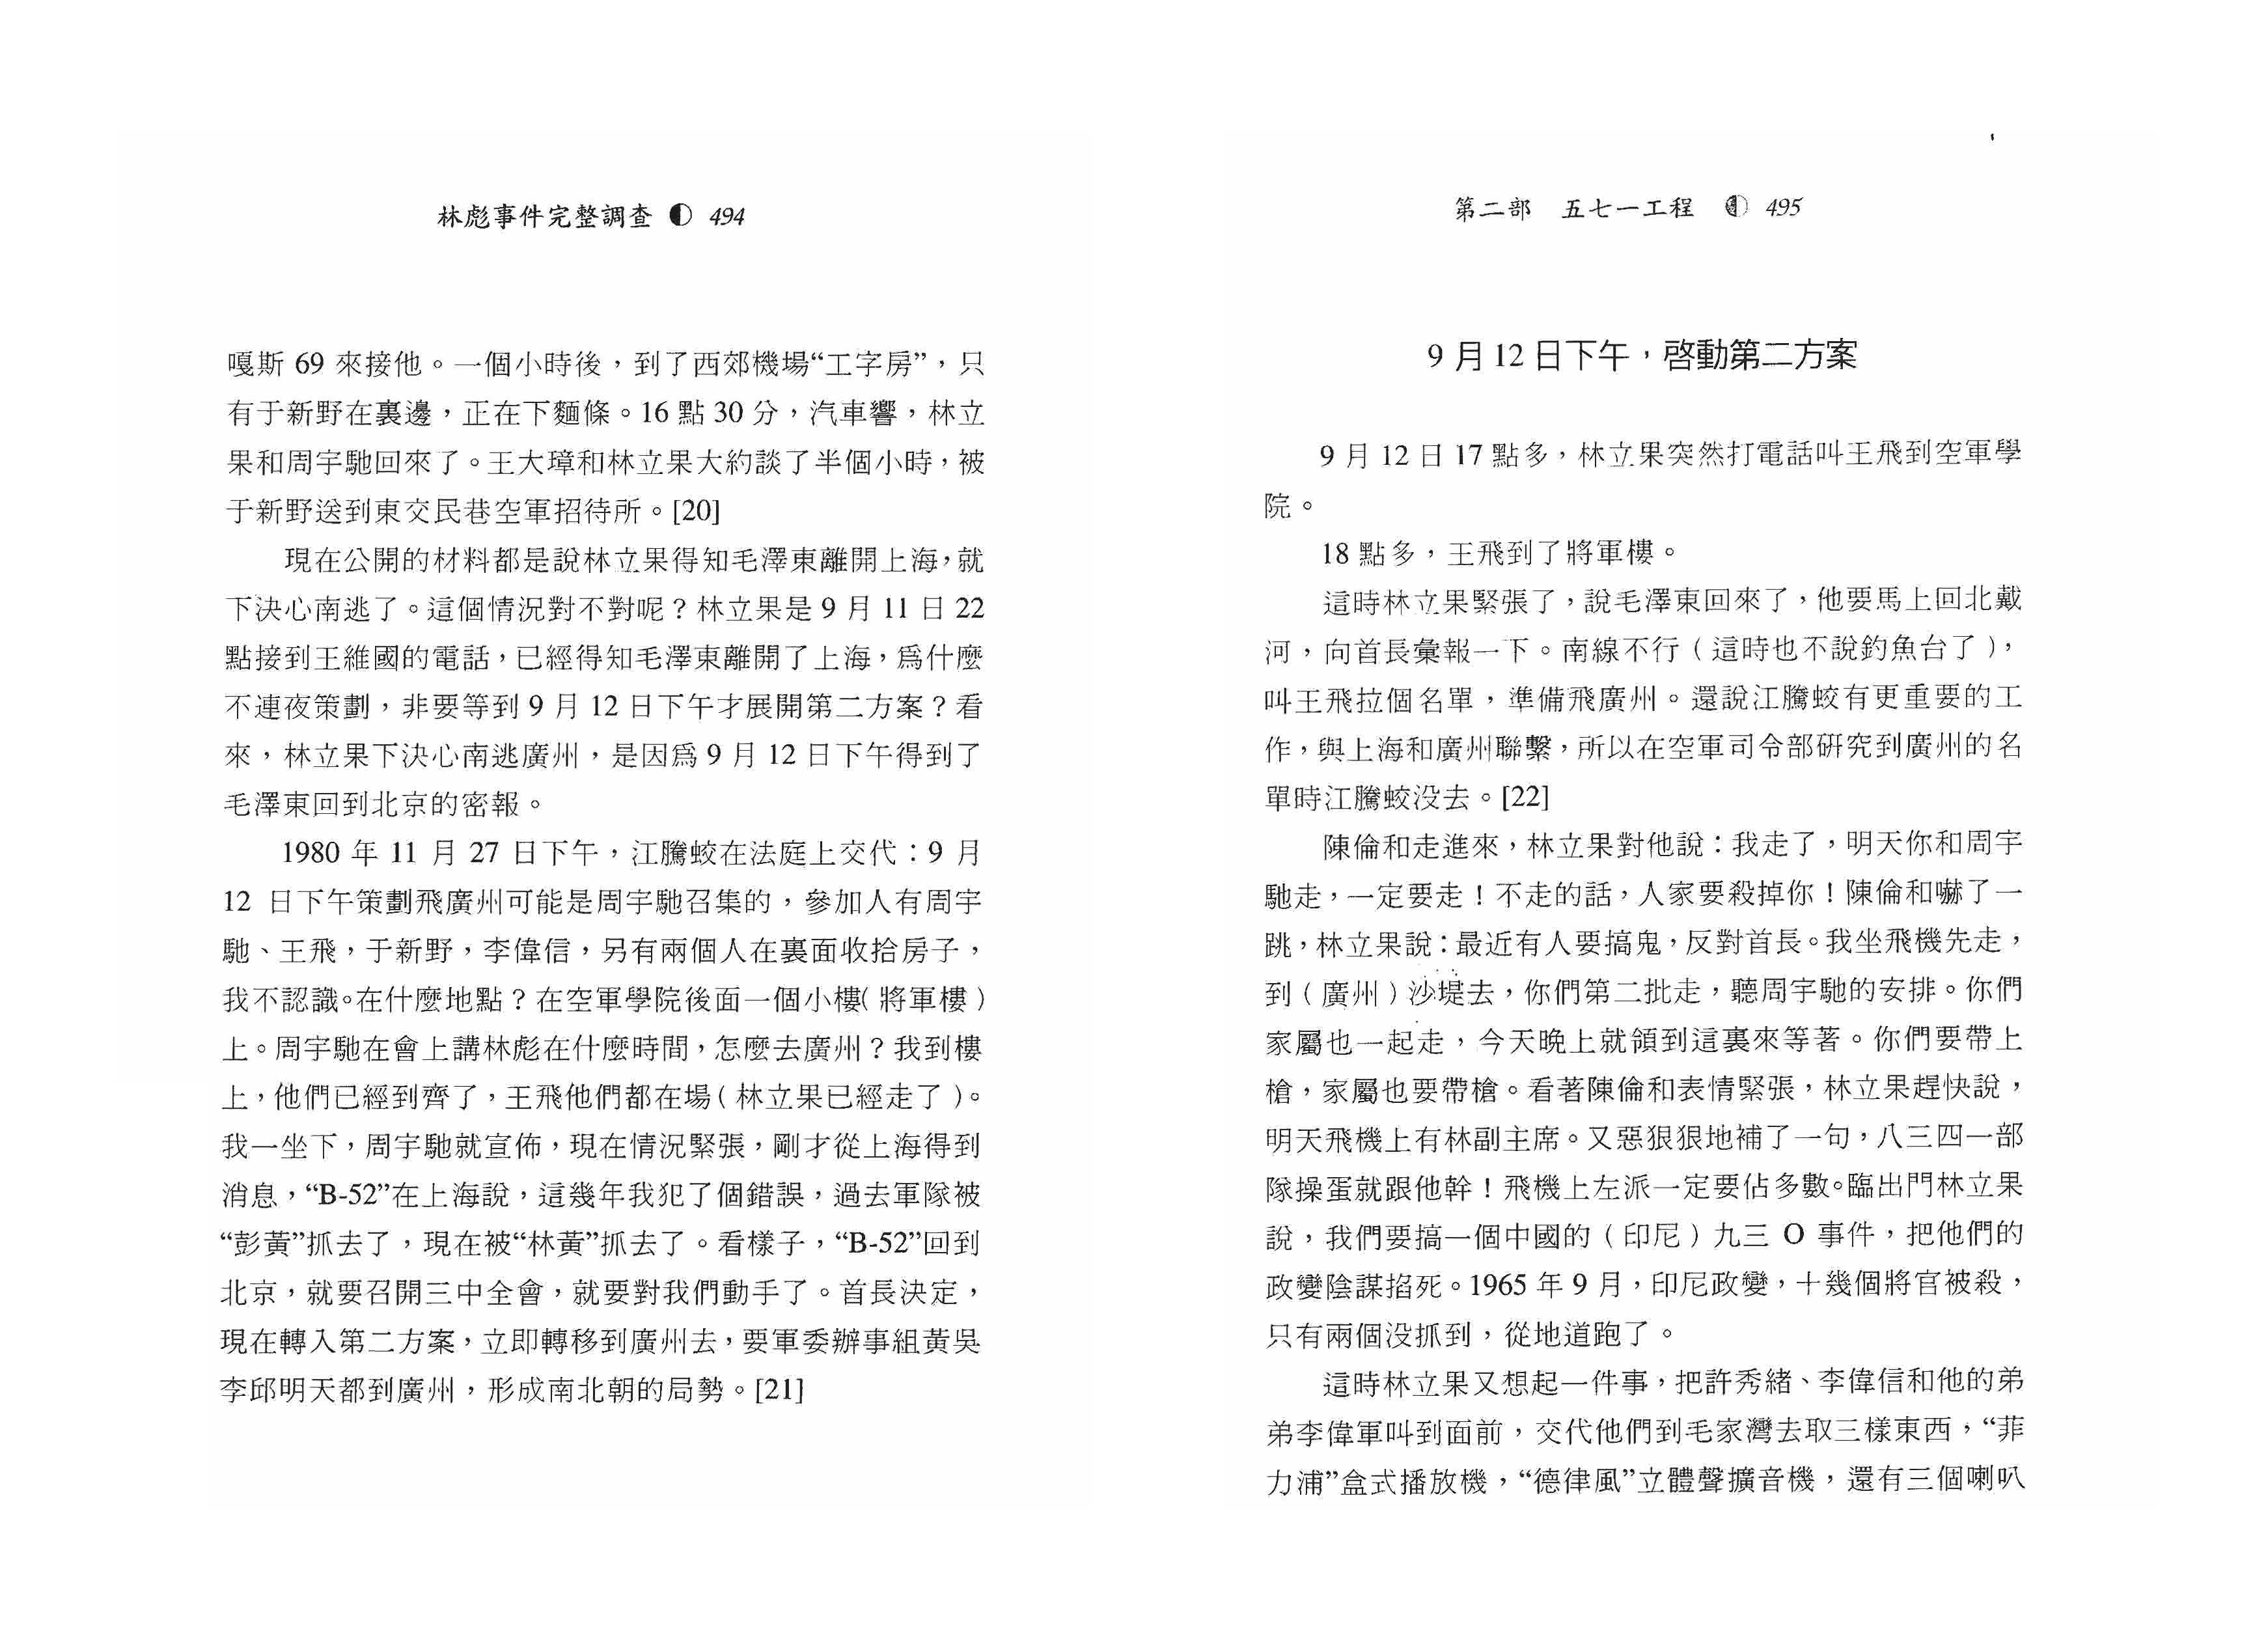 林彪事件完整調查 494
嘎斯 69 來接他。一個小時後，到了西郊機場“工字房”，只
有于新野在裏邊，正在下麵條。16 點 30 分，汽車響，林立
果和周宇馳回來了。王大璋和林立果大約談了半個小時，被
于新野送到東交民巷空軍招待所。[20]
現在公開的材料都是說林立果得知毛澤東離開上海，就
下決心南逃了。這個情況對不對呢？林立果是 9 月 11 日 22
點接到王維國的電話，已經得知毛澤東離開了上海，爲什麼
不連夜策劃，非要等到 9 月 12 日下午才展開第二方案？看
來，林立果下決心南逃廣州，是因爲 9 月 12 日下午得到了
毛澤東回到北京的密報。
1980 年 11 月 27 日下午，江騰蛟在法庭上交代：9 月
12 日下午策劃飛廣州可能是周宇馳召集的，參加人有周宇
馳、王飛，于新野，李偉信，另有兩個人在裏面收拾房子，
我不認識。在什麼地點？在空軍學院後面一個小樓（將軍樓）
上。周宇馳在會上講林彪在什麼時間，怎麼去廣州？我到樓
上，他們已經到齊了，王飛他們都在場（林立果已經走了）。
我一坐下，周宇馳就宣佈，現在情況緊張，剛才從上海得到
消息，“B-52”在上海說，這幾年我犯了個錯誤，過去軍隊被
“彭黃”抓去了，現在被“林黃”抓去了。看樣子，“B-52”回到
北京，就要召開三中全會，就要對我們動手了。首長決定，
現在轉入第二方案，立即轉移到廣州去，要軍委辦事組黃吳
李邱明天都到廣州，形成南北朝的局勢。[21]
第二部 五七一工程 495
9 月 12 日下午，啓動第二方案
9 月 12 日 17 點多，林立果突然打電話叫王飛到空軍學
院。
18 點多，王飛到了將軍樓。
這時林立果緊張了，說毛澤東回來了，他要馬上回北戴
河，向首長彙報一下。南線不行（這時也不說釣魚台了），
叫王飛拉個名單，準備飛廣州。還說江騰蛟有更重要的工
作，與上海和廣州聯繫，所以在空軍司令部研究到廣州的名
單時江騰蛟没去。[22]
陳倫和走進來，林立果對他說：我走了，明天你和周宇
馳走，一定要走！不走的話，人家要殺掉你！陳倫和嚇了一
跳，林立果說：最近有人要搞鬼，反對首長。我坐飛機先走，
到（廣州）沙堤去，你們第二批走，聽周宇馳的安排。你們
家屬也一起走，今天晚上就領到這裏來等著。你們要帶上
槍，家屬也要帶槍。看著陳倫和表情緊張，林立果趕快說，
明天飛機上有林副主席。又惡狠狠地補了一句，八三四一部
隊操蛋就跟他幹！飛機上左派一定要佔多數。臨出門林立果
說，我們要搞一個中國的（印尼）九三 O 事件，把他們的
政變陰謀掐死。1965 年 9 月，印尼政變，十幾個將官被殺，
只有兩個没抓到，從地道跑了。
這時林立果又想起一件事，把許秀緒、李偉信和他的弟
弟李偉軍叫到面前，交代他們到毛家灣去取三樣東西，“菲
力浦”盒式播放機，“德律風”立體聲擴音機，還有三個喇叭